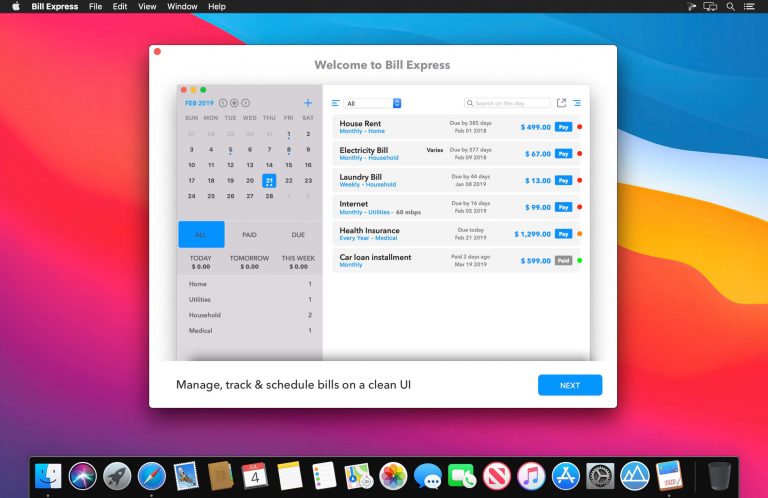 Bill Express File Edit View Window Help
Welcome to Bill Express
FEB 2019
SUN MON TUE WED THU FRI SAT
27 28 29 30 31 1 2
3 4 5 6 7 8 9
10 11 12 13 14 15 16
17 18 19 20 21 22 23
24 25 26 27 28 1 2
ALL PAID DUE
TODAY TOMORROW THIS WEEK
$ 0.00 $ 0.00 $ 0.00
Home 1
Utilities 1
Household 2
Medical 1
All
Search on this day
House Rent Due by 385 days $ 499.00 Pay
Monthly - Home Feb 01 2018
Electricity Bill Varies Due by 377 days $ 67.00 Pay
Monthly - Household Feb 09 2018
Laundry Bill Due by 44 days $ 13.00 Pay
Weekly - Household Jan 08 2019
Internet Due by 16 days $ 99.00 Pay
Monthly - Utilities - 60 mbps Feb 05 2019
Health Insurance Due today $ 1,299.00 Pay
Every Year - Medical Feb 21 2019
Car loan installment Paid 2 days ago $ 599.00 Paid
Monthly Mar 19 2019
Manage, track & schedule bills on a clean UI
NEXT
JUL
4